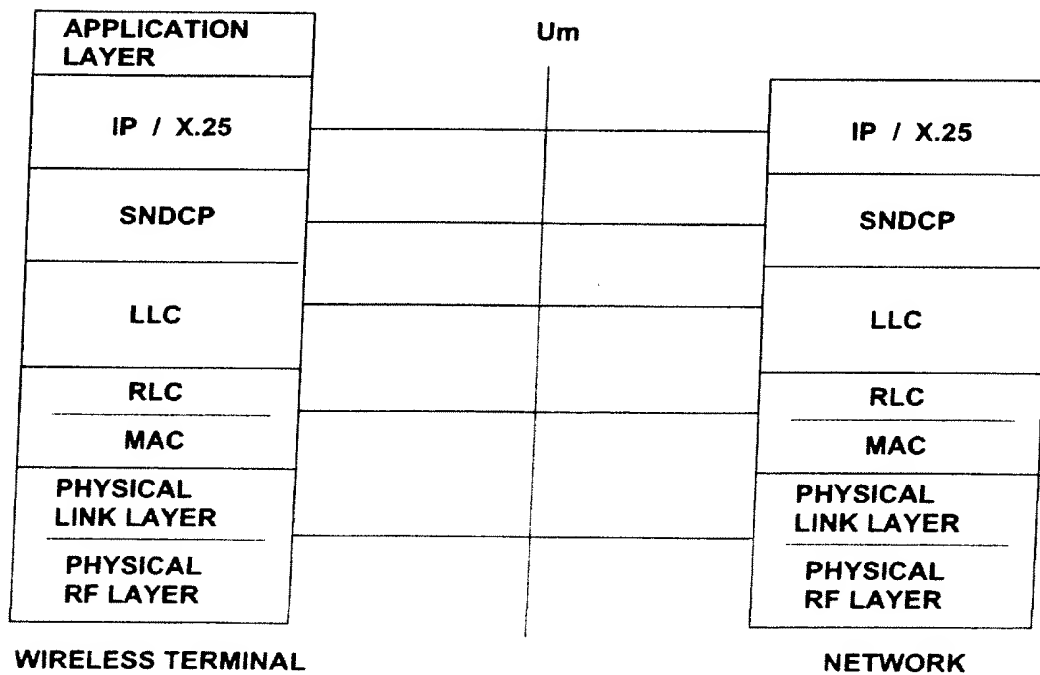 APPLICATION
LAYER
IP / X.25
SNDCP
LLC
RLC
MAC
PHYSICAL
LINK LAYER
PHYSICAL
RF LAYER
WIRELESS TERMINAL
Um
IP / X.25
SNDCP
LLC
RLC
MAC
PHYSICAL
LINK LAYER
PHYSICAL
RF LAYER
NETWORK